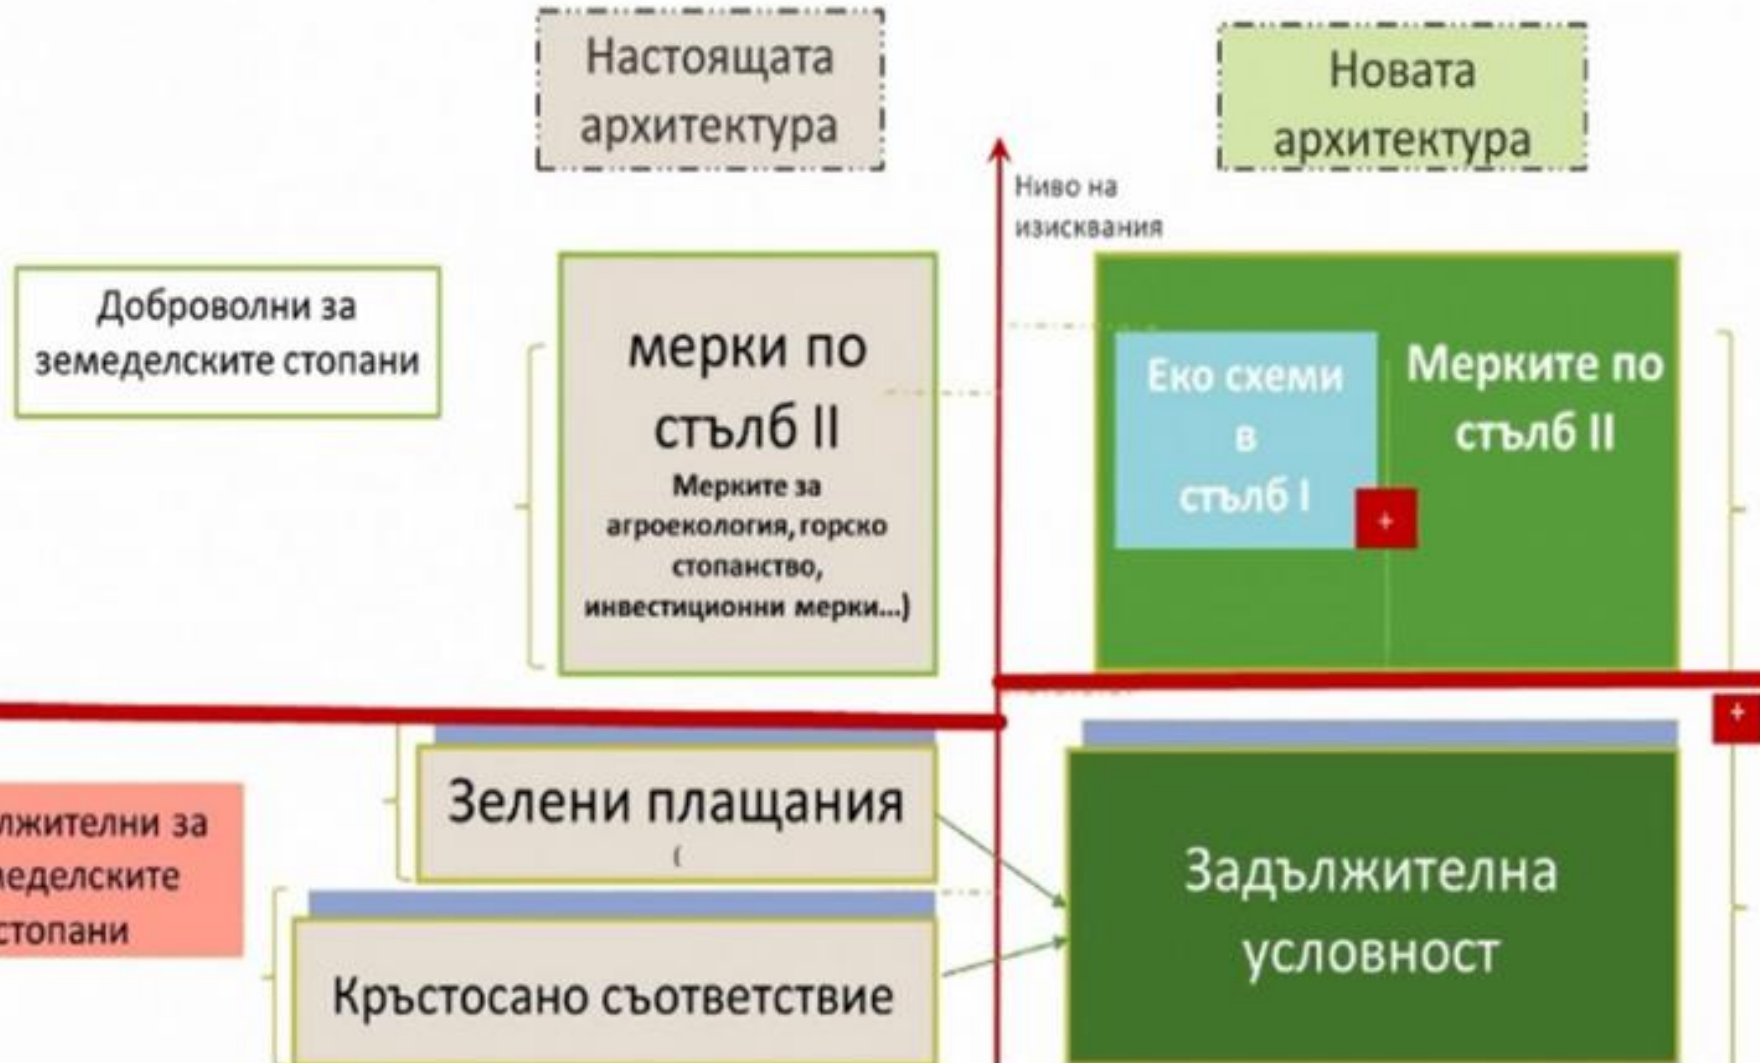 Настоящата
архитектура
Новата
архитектура
Ниво на
изисквания
Доброволни за
земеделските стопани
мерки по
стълб II
Мерките за
агроекология, горско
стопанство,
инвестиционни мерки...)
Еко схеми
в
стълб I
+
Мерките по
стълб II
+
лжителни за
еделските
стопани
Зелени плащания
(
Кръстосано съответствие
Задължителна
условност